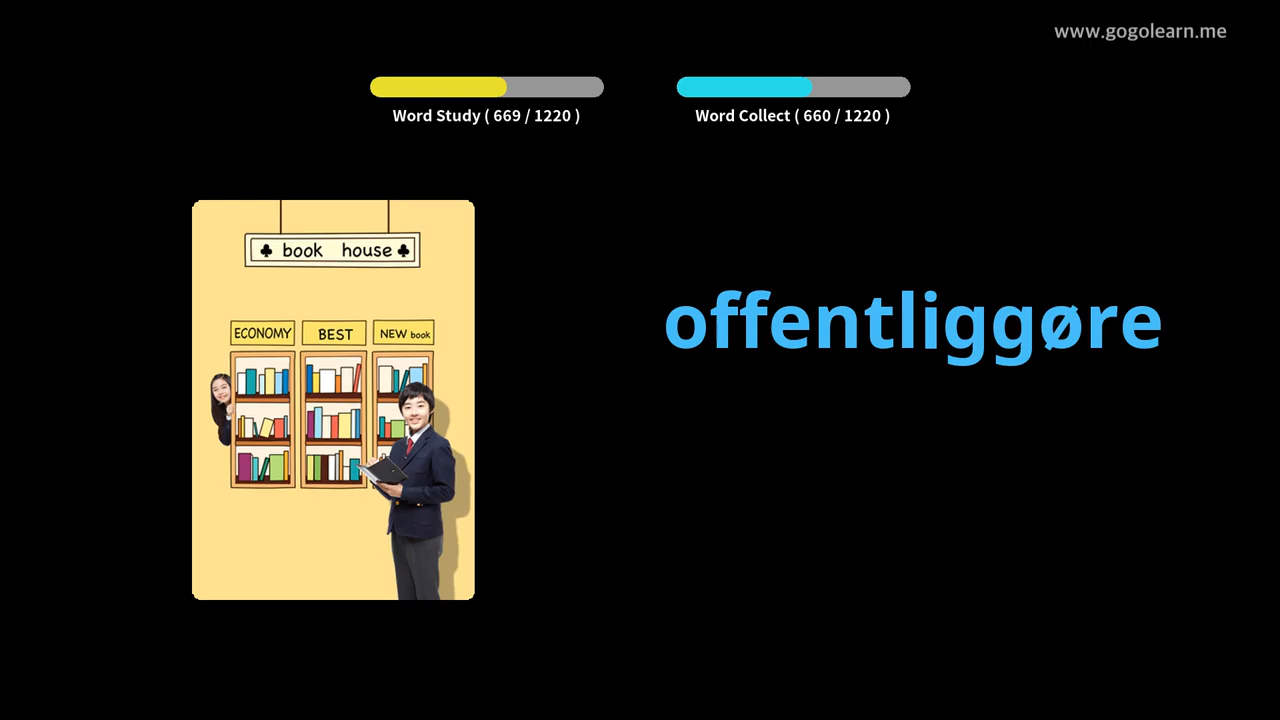 www.gogolearn.me
Word Study ( 669 / 1220 )
Word Collect ( 660 / 1220 )
♣ book house ♣
ECONOMY
BEST
NEW book
offentliggøre